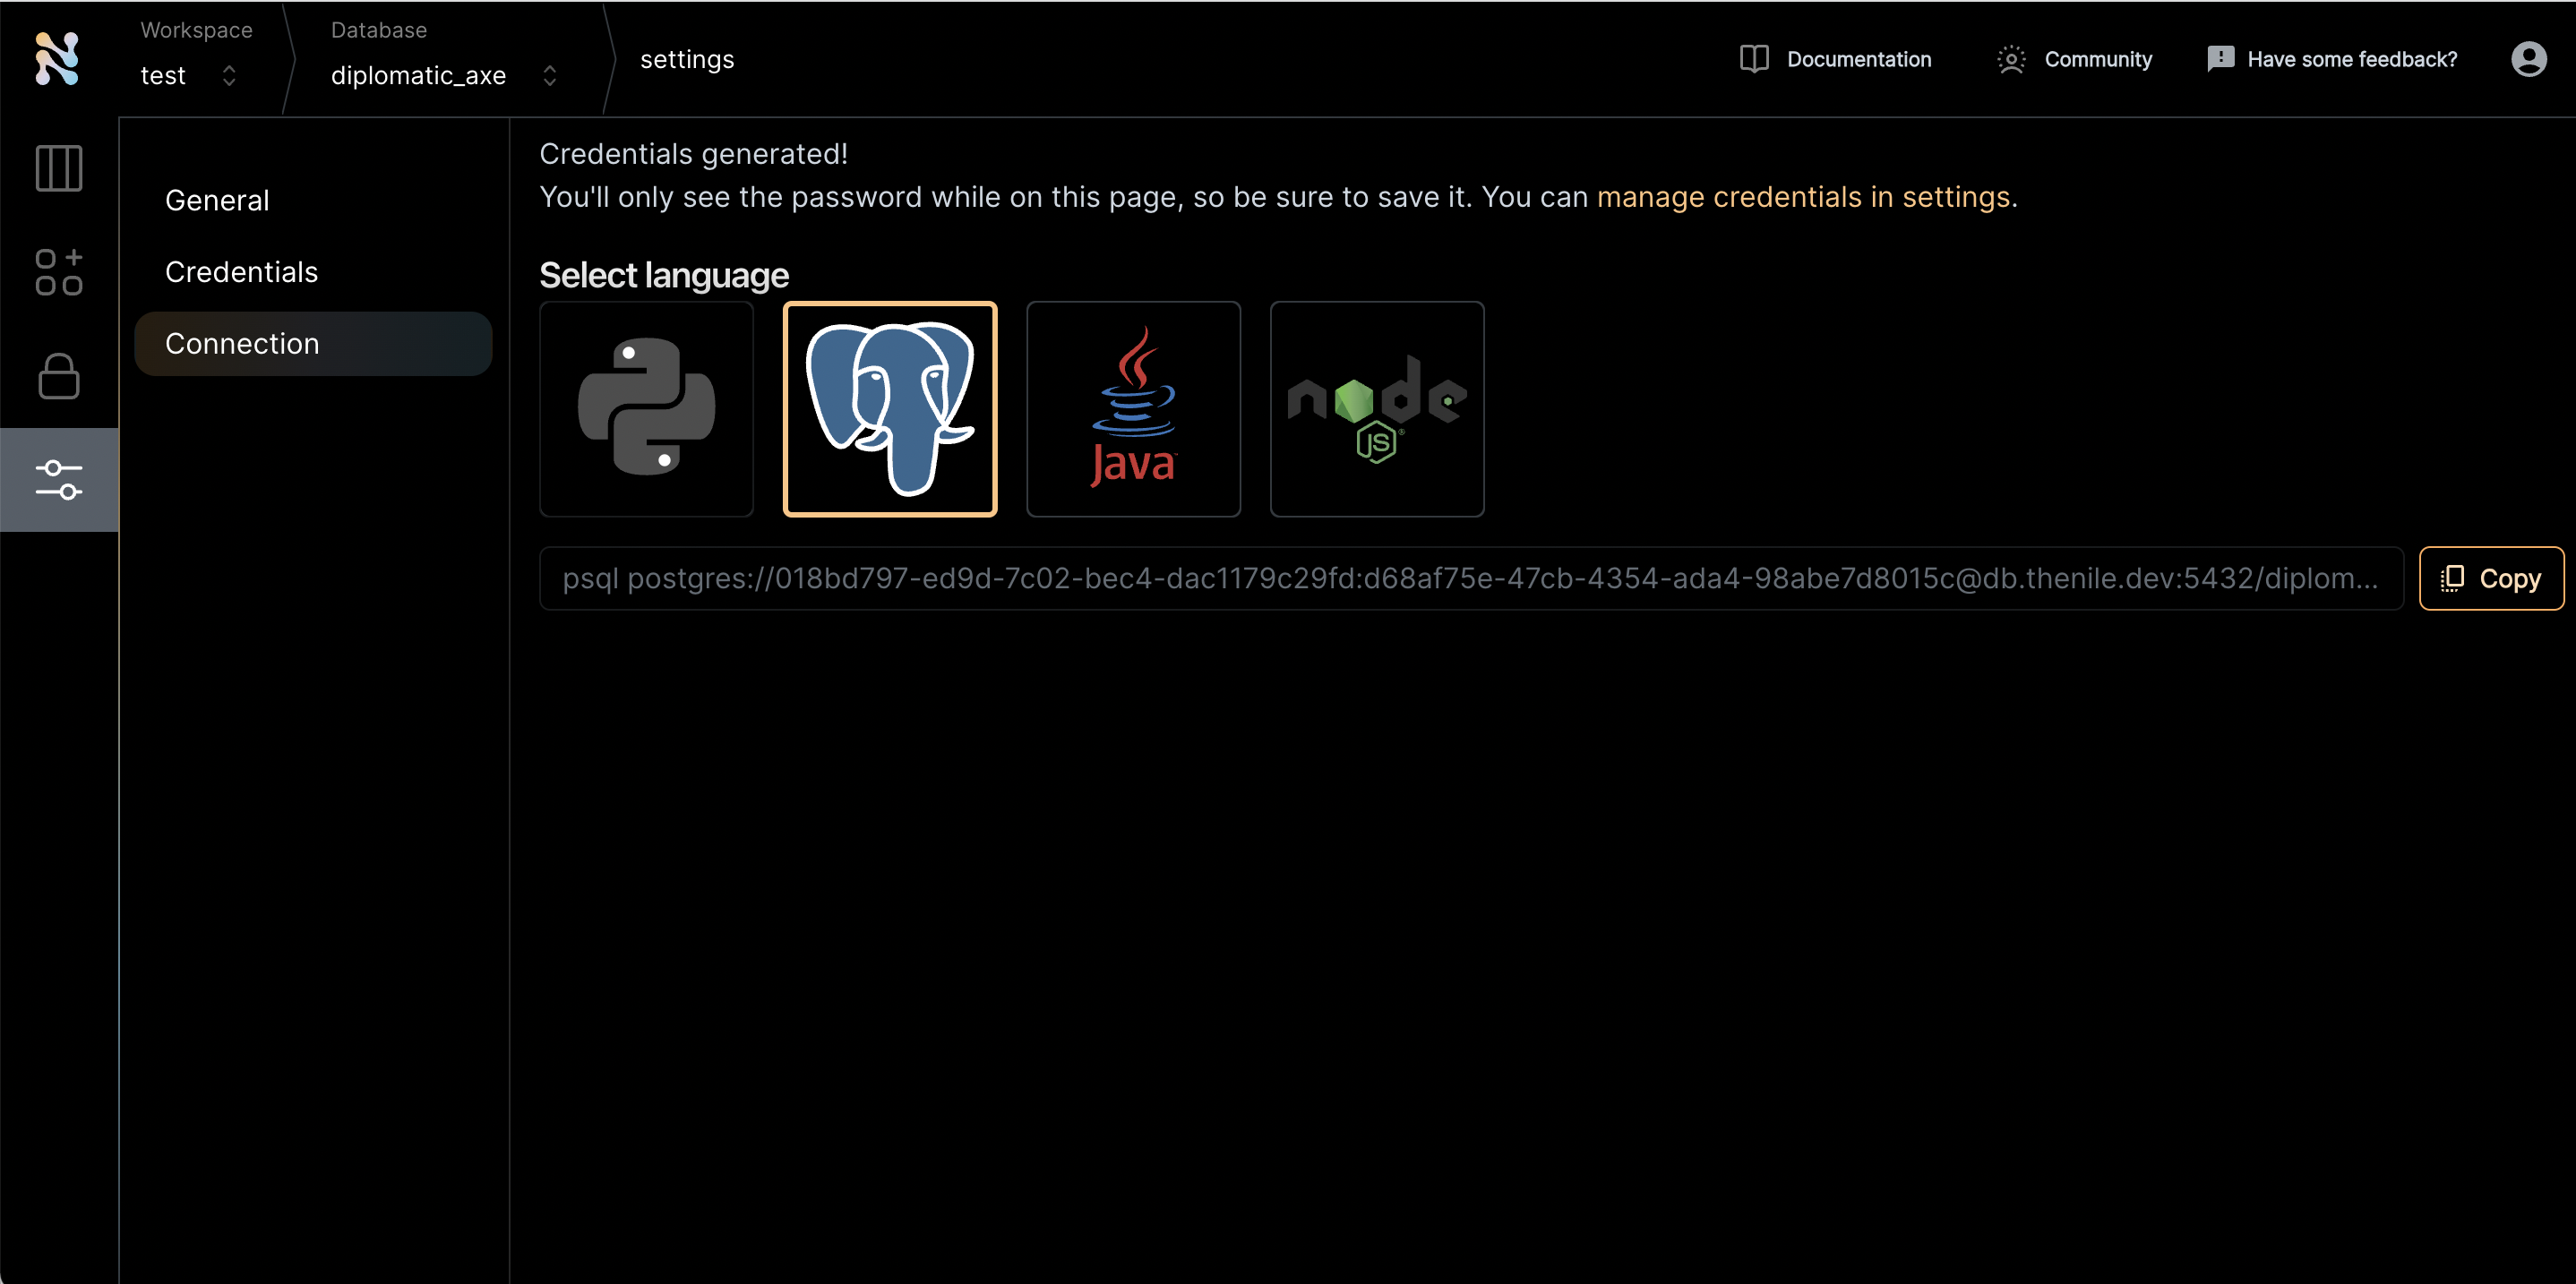 Workspace
test
Database
diplomatic_axe
settings
Documentation
Community
Have some feedback?
General
Credentials
Connection
Credentials generated!
You'll only see the password while on this page, so be sure to save it. You can manage credentials in settings.
Select language
Java
node
JS
psql postgres://018bd797-ed9d-7c02-bec4-dac1179c29fd:d68af75e-47cb-4354-ada4-98abe7d8015c@db.thenile.dev:5432/diplom...
Copy